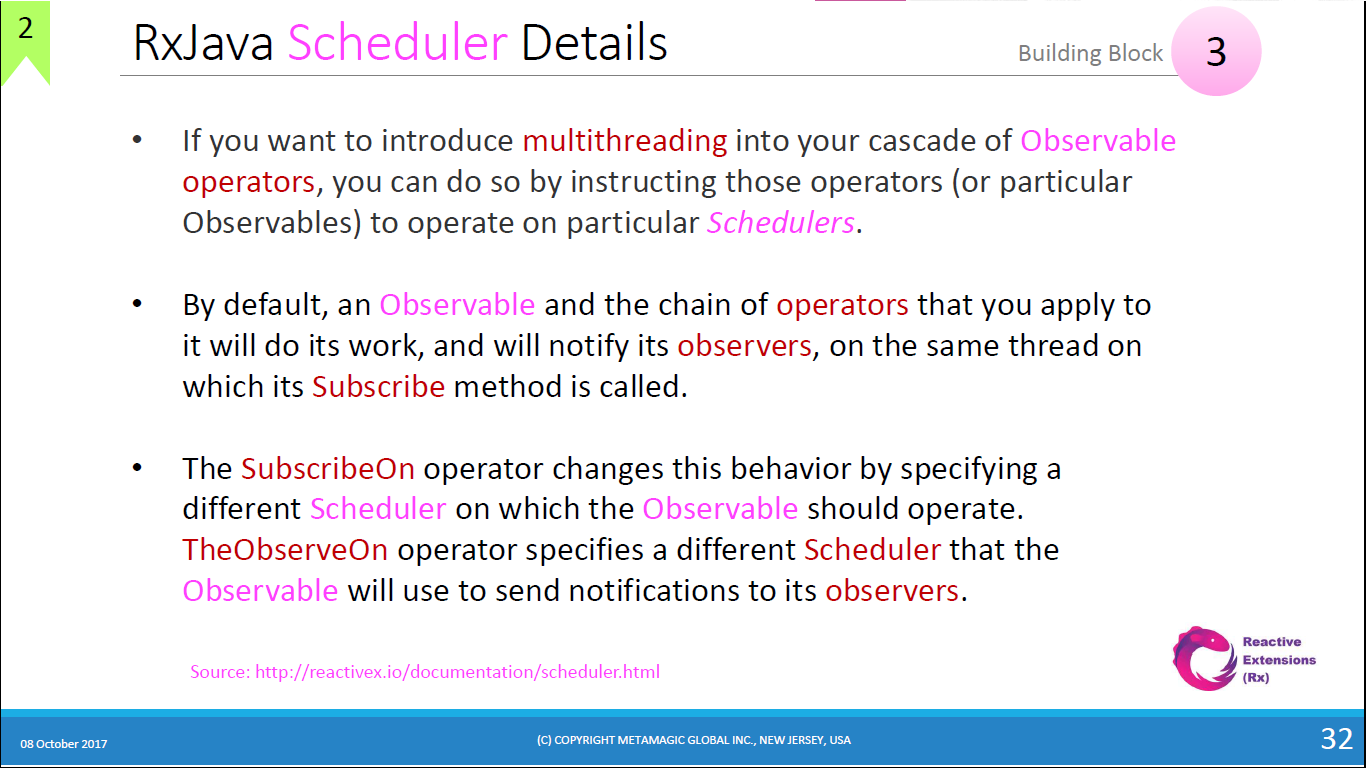 2
RxJava Scheduler Details
Building Block
3
• If you want to introduce multithreading into your cascade of Observable
operators, you can do so by instructing those operators (or particular
Observables) to operate on particular Schedulers.
• By default, an Observable and the chain of operators that you apply to
it will do its work, and will notify its observers, on the same thread on
which its Subscribe method is called.
• The SubscribeOn operator changes this behavior by specifying a
different Scheduler on which the Observable should operate.
TheObserveOn operator specifies a different Scheduler that the
Observable will use to send notifications to its observers.
Source: http://reactivex.io/documentation/scheduler.html
Reactive
Extensions
(Rx)
08 October 2017
(C) COPYRIGHT METAMAGIC GLOBAL INC., NEW JERSEY, USA
32